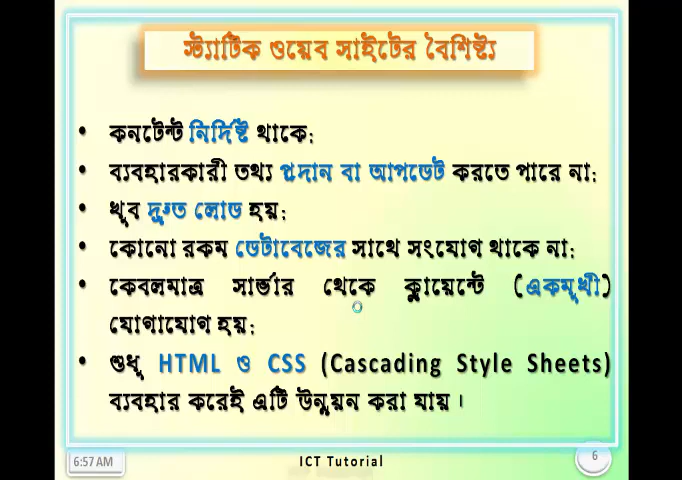 স্ট্যাটিক ওয়েব সাইটের বৈশিষ্ট্য
• কনটেন্ট নির্দিষ্ট থাকে;
• ব্যবহারকারী তথ্য প্রদান বা আপডেট করতে পারে না;
• খুব দ্রুত লোড হয়;
• কোনো রকম ডেটাবেজের সাথে সংযোগ থাকে না;
• কেবলমাত্র সার্ভার থেকে ক্লায়েন্টে (একমুখী)
যোগাযোগ হয়;
• শুধু HTML ও CSS (Cascading Style Sheets)
ব্যবহার করেই এটি উন্নয়ন করা যায়।
6:57 AM
ICT Tutorial
6